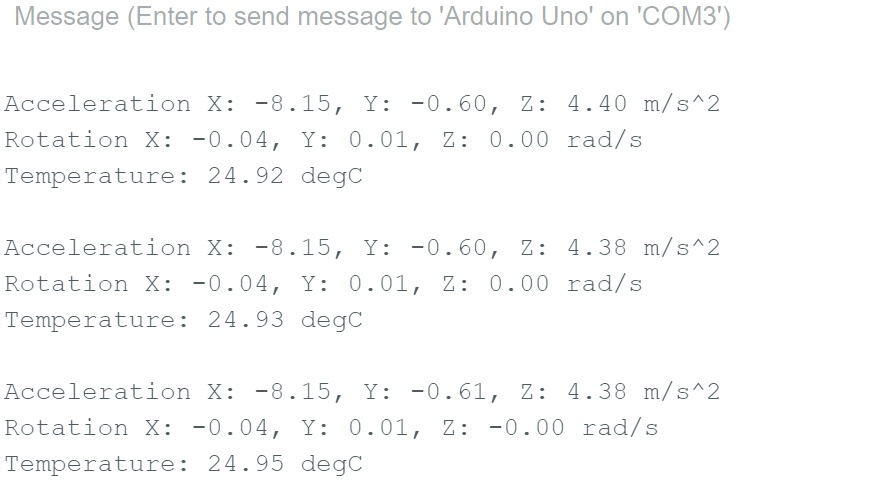 Message (Enter to send message to 'Arduino Uno' on 'COM3')
Acceleration X: -8.15, Y: -0.60, Z: 4.40 m/s^2
Rotation X: -0.04, Y: 0.01, Z: 0.00 rad/s
Temperature: 24.92 degC
Acceleration X: -8.15, Y: -0.60, Z: 4.38 m/s^2
Rotation X: -0.04, Y: 0.01, Z: 0.00 rad/s
Temperature: 24.93 degC
Acceleration X: -8.15, Y: -0.61, Z: 4.38 m/s^2
Rotation X: -0.04, Y: 0.01, Z: -0.00 rad/s
Temperature: 24.95 degC